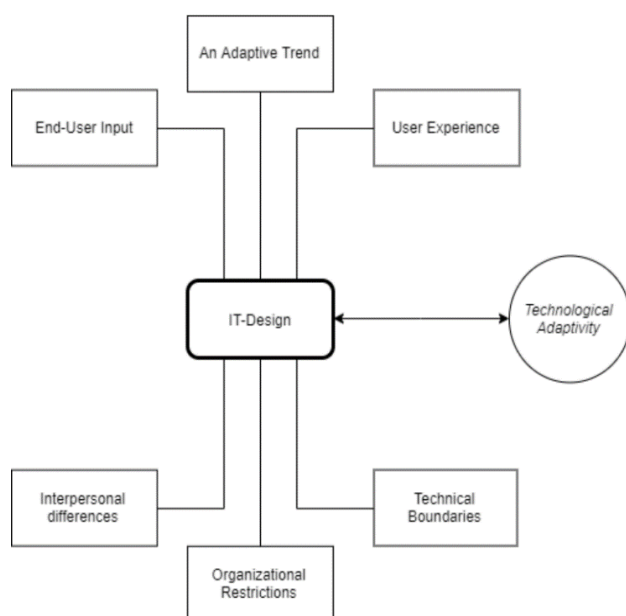 An Adaptive Trend
End-User Input
User Experience
IT-Design
Technological
Adaptivity
Interpersonal
differences
Technical
Boundaries
Organizational
Restrictions